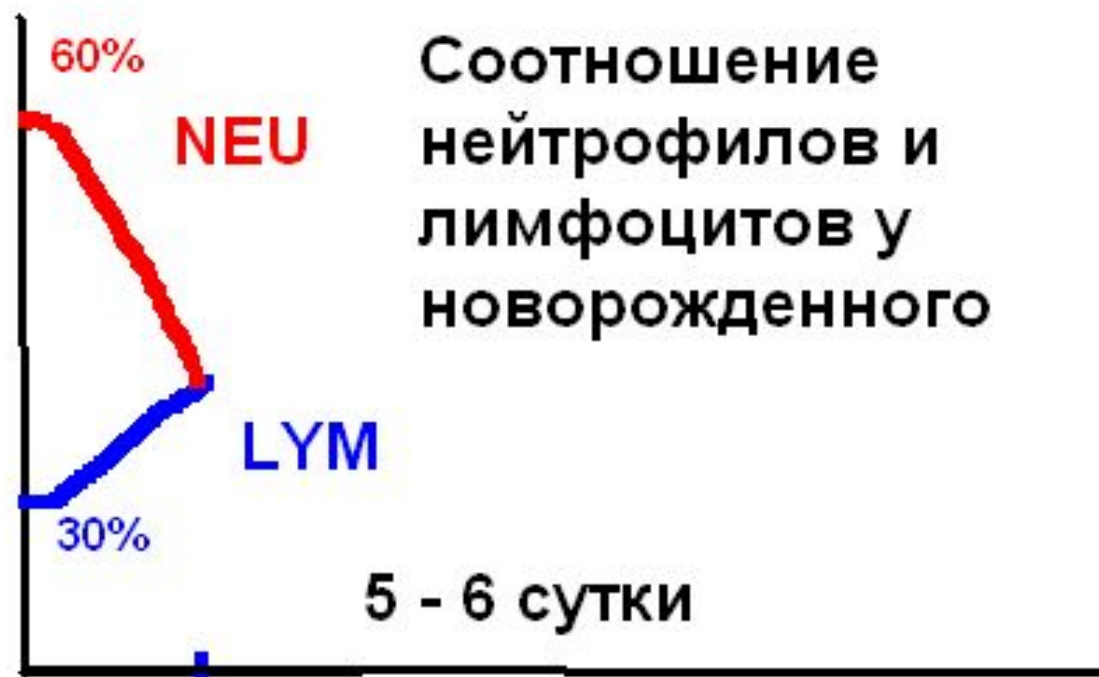 60%
NEU
Соотношение
нейтрофилов и
лимфоцитов у
новорожденного
LYM
30%
5 - 6 сутки